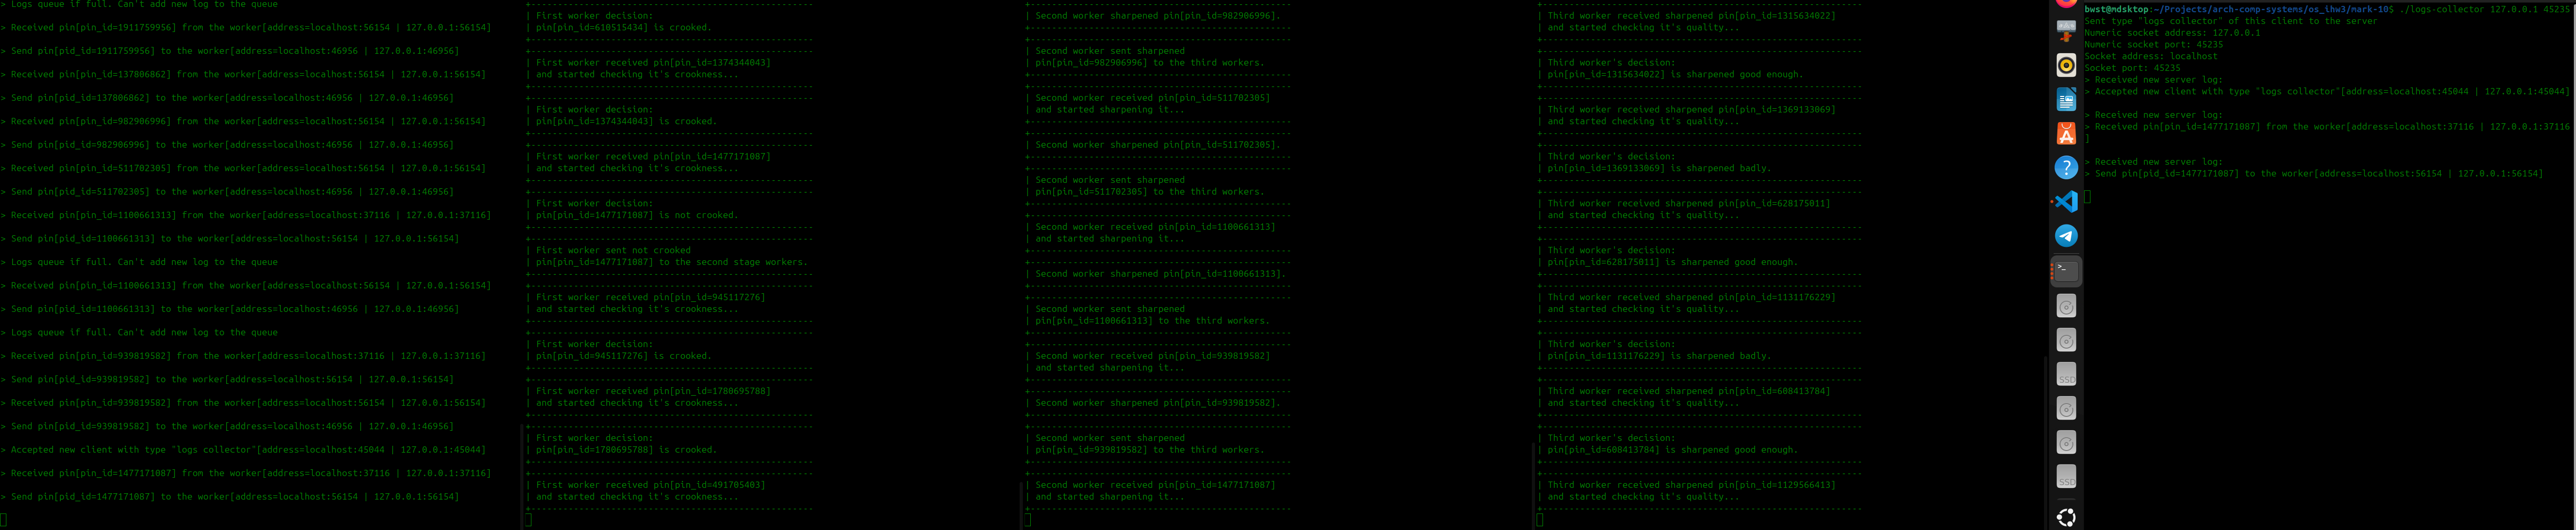 > Logs queue if full. Can't add new log to the queue
> Received pin[pin_id=1911759956] from the worker[address=localhost:56154 | 127.0.0.1:56154]
> Send pin[pid_id=1911759956] to the worker[address=localhost:46956 | 127.0.0.1:46956]
> Received pin[pin_id=137806862] from the worker[address=localhost:56154 | 127.0.0.1:56154]
> Send pin[pid_id=137806862] to the worker[address=localhost:46956 | 127.0.0.1:46956]
> Received pin[pin_id=982906996] from the worker[address=localhost:56154 | 127.0.0.1:56154]
> Send pin[pid_id=982906996] to the worker[address=localhost:46956 | 127.0.0.1:46956]
> Received pin[pin_id=511702305] from the worker[address=localhost:56154 | 127.0.0.1:56154]
> Send pin[pid_id=511702305] to the worker[address=localhost:46956 | 127.0.0.1:46956]
> Received pin[pin_id=1100661313] from the worker[address=localhost:37116 | 127.0.0.1:37116]
> Send pin[pid_id=1100661313] to the worker[address=localhost:56154 | 127.0.0.1:56154]
> Logs queue if full. Can't add new log to the queue
> Received pin[pin_id=1100661313] from the worker[address=localhost:56154 | 127.0.0.1:56154]
> Send pin[pid_id=1100661313] to the worker[address=localhost:46956 | 127.0.0.1:46956]
> Logs queue if full. Can't add new log to the queue
> Received pin[pin_id=939819582] from the worker[address=localhost:37116 | 127.0.0.1:37116]
> Send pin[pid_id=939819582] to the worker[address=localhost:56154 | 127.0.0.1:56154]
> Received pin[pin_id=939819582] from the worker[address=localhost:56154 | 127.0.0.1:56154]
> Send pin[pid_id=939819582] to the worker[address=localhost:46956 | 127.0.0.1:46956]
> Accepted new client with type "logs collector"[address=localhost:45044 | 127.0.0.1:45044]
> Received pin[pin_id=1477171087] from the worker[address=localhost:37116 | 127.0.0.1:37116]
> Send pin[pid_id=1477171087] to the worker[address=localhost:56154 | 127.0.0.1:56154]
| First worker decision:
| pin[pin_id=610515434] is crooked.
| First worker received pin[pin_id=1374344043]
| and started checking it's crookness...
| First worker decision:
| pin[pin_id=1374344043] is crooked.
| First worker received pin[pin_id=1477171087]
| and started checking it's crookness...
| First worker decision:
| pin[pin_id=1477171087] is not crooked.
| First worker sent not crooked
| pin[pin_id=1477171087] to the second stage workers.
| First worker received pin[pin_id=945117276]
| and started checking it's crookness...
| First worker decision:
| pin[pin_id=945117276] is crooked.
| First worker received pin[pin_id=1780695788]
| and started checking it's crookness...
| First worker decision:
| pin[pin_id=1780695788] is crooked.
| First worker received pin[pin_id=491705403]
| and started checking it's crookness...
| Second worker sharpened pin[pin_id=982906996].
| Second worker sent sharpened
| pin[pin_id=982906996] to the third workers.
| Second worker received pin[pin_id=511702305]
| and started sharpening it...
| Second worker sharpened pin[pin_id=511702305].
| Second worker sent sharpened
| pin[pin_id=511702305] to the third workers.
| Second worker received pin[pin_id=1100661313]
| and started sharpening it...
| Second worker sharpened pin[pin_id=1100661313].
| Second worker sent sharpened
| pin[pin_id=1100661313] to the third workers.
| Second worker received pin[pin_id=939819582]
| and started sharpening it...
| Second worker sharpened pin[pin_id=939819582].
| Second worker sent sharpened
| pin[pin_id=939819582] to the third workers.
| Second worker received pin[pin_id=1477171087]
| and started sharpening it...
| Third worker received sharpened pin[pin_id=1315634022]
| and started checking it's quality...
| Third worker's decision:
| pin[pin_id=1315634022] is sharpened good enough.
| Third worker received sharpened pin[pin_id=1369133069]
| and started checking it's quality...
| Third worker's decision:
| pin[pin_id=1369133069] is sharpened badly.
| Third worker received sharpened pin[pin_id=628175011]
| and started checking it's quality...
| Third worker's decision:
| pin[pin_id=628175011] is sharpened good enough.
| Third worker received sharpened pin[pin_id=1131176229]
| and started checking it's quality...
| Third worker's decision:
| pin[pin_id=1131176229] is sharpened badly.
| Third worker received sharpened pin[pin_id=608413784]
| and started checking it's quality...
| Third worker's decision:
| pin[pin_id=608413784] is sharpened good enough.
| Third worker received sharpened pin[pin_id=1129566413]
| and started checking it's quality...
SSD
SSD
bwst@mdsktop:~/Projects/arch-comp-systems/os_ihw3/mark-10$ ./logs-collector 127.0.0.1 45235
Sent type "logs collector" of this client to the server
Numeric socket address: 127.0.0.1
Numeric socket port: 45235
Socket address: localhost
Socket port: 45235
> Received new server log:
> Accepted new client with type "logs collector"[address=localhost:45044 | 127.0.0.1:45044]
> Received new server log:
> Received pin[pin_id=1477171087] from the worker[address=localhost:37116 | 127.0.0.1:37116
]
> Received new server log:
> Send pin[pid_id=1477171087] to the worker[address=localhost:56154 | 127.0.0.1:56154]